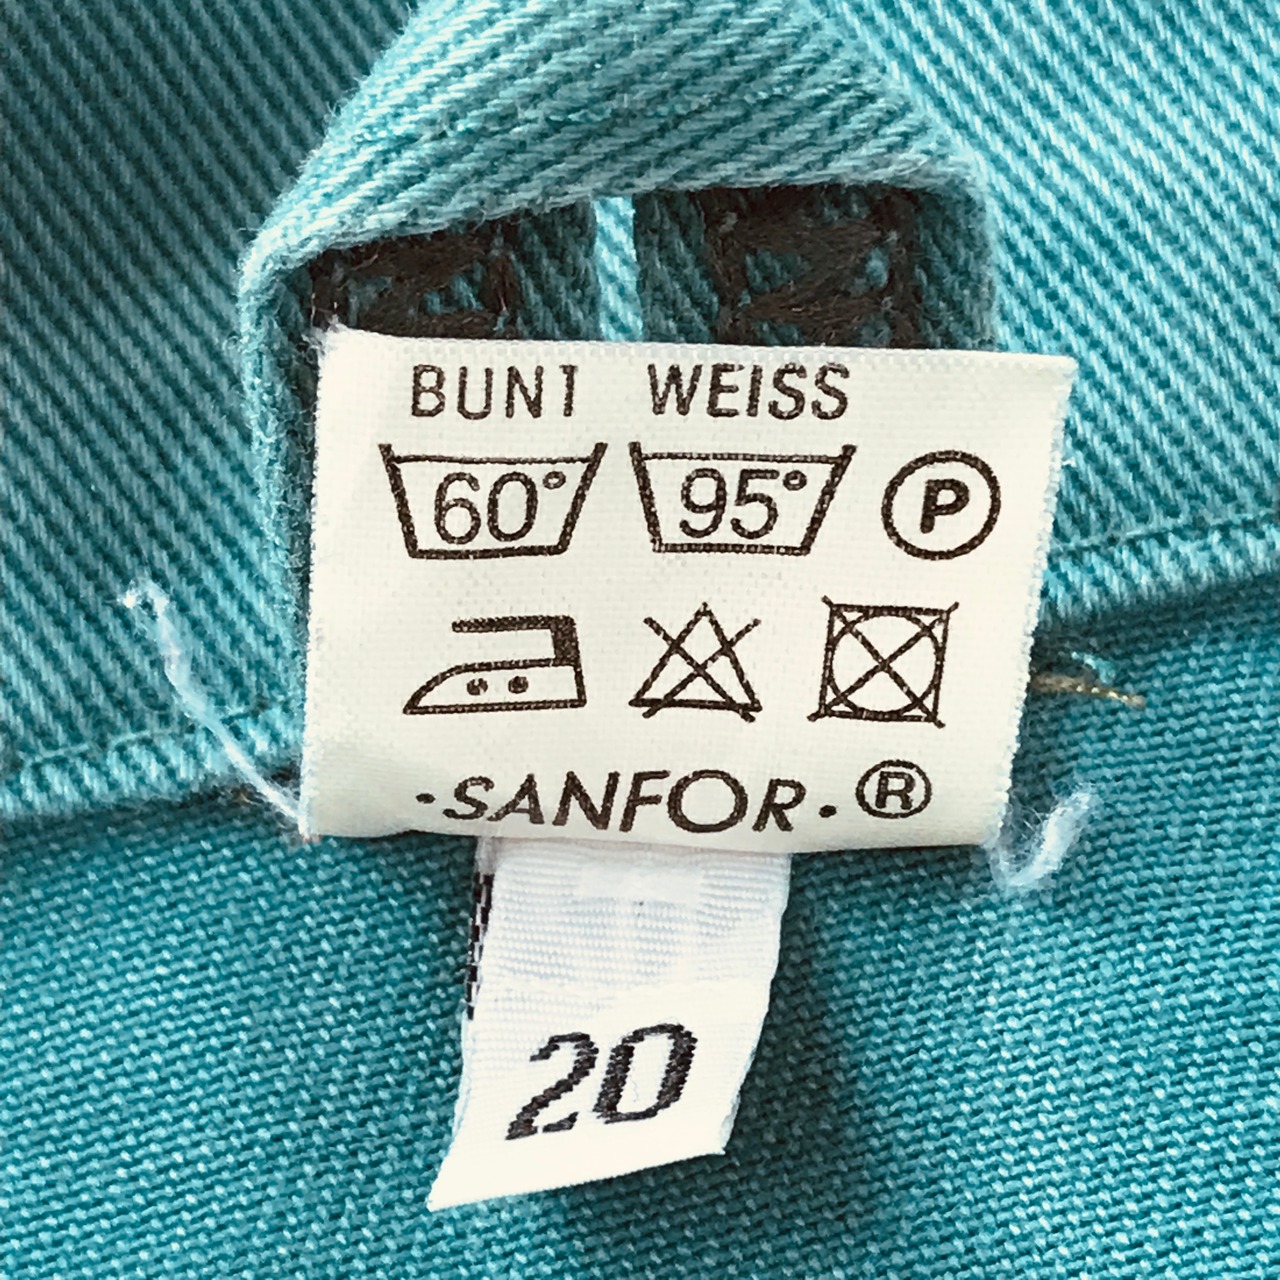 BUNT WEISS
60° 95° P
·SANFOR· ®
20